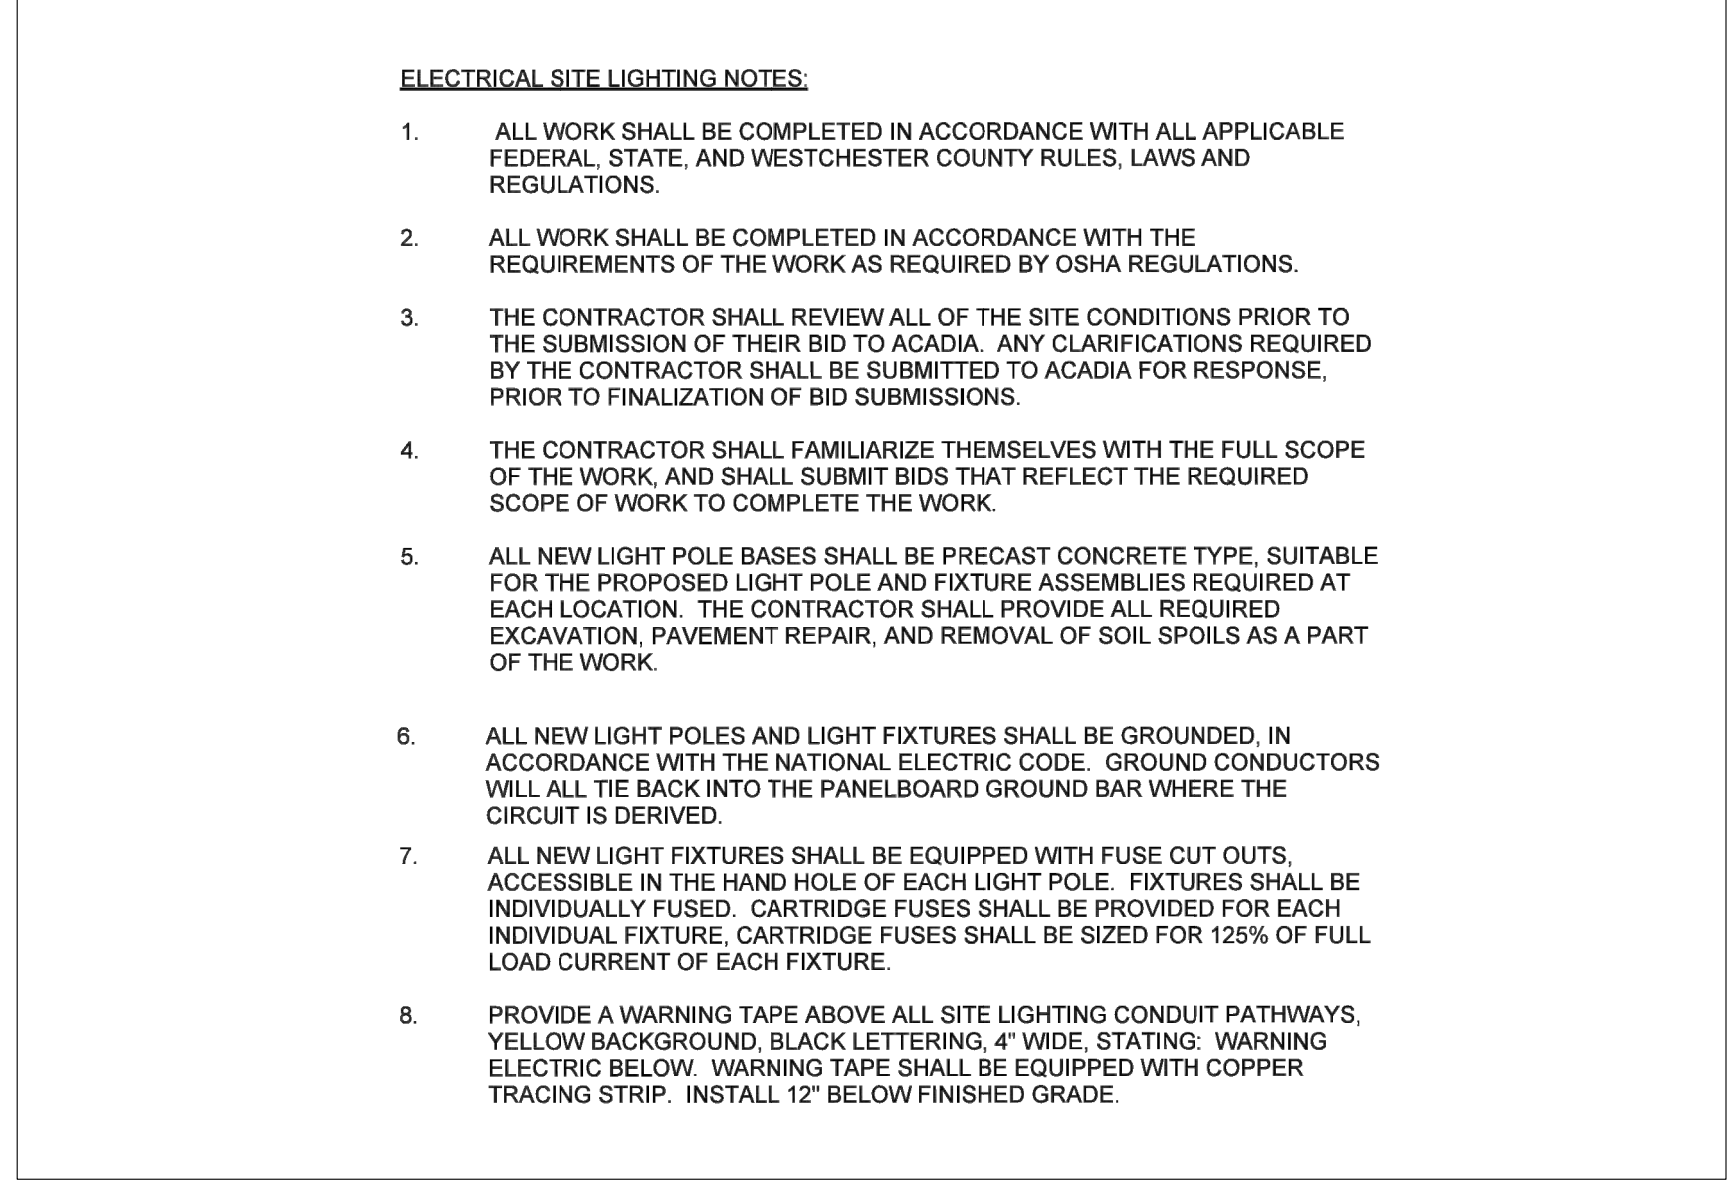 ELECTRICAL SITE LIGHTING NOTES:
1. ALL WORK SHALL BE COMPLETED IN ACCORDANCE WITH ALL APPLICABLE
FEDERAL, STATE, AND WESTCHESTER COUNTY RULES, LAWS AND
REGULATIONS.
2. ALL WORK SHALL BE COMPLETED IN ACCORDANCE WITH THE
REQUIREMENTS OF THE WORK AS REQUIRED BY OSHA REGULATIONS.
3. THE CONTRACTOR SHALL REVIEW ALL OF THE SITE CONDITIONS PRIOR TO
THE SUBMISSION OF THEIR BID TO ACADIA. ANY CLARIFICATIONS REQUIRED
BY THE CONTRACTOR SHALL BE SUBMITTED TO ACADIA FOR RESPONSE,
PRIOR TO FINALIZATION OF BID SUBMISSIONS.
4. THE CONTRACTOR SHALL FAMILIARIZE THEMSELVES WITH THE FULL SCOPE
OF THE WORK, AND SHALL SUBMIT BIDS THAT REFLECT THE REQUIRED
SCOPE OF WORK TO COMPLETE THE WORK.
5. ALL NEW LIGHT POLE BASES SHALL BE PRECAST CONCRETE TYPE, SUITABLE
FOR THE PROPOSED LIGHT POLE AND FIXTURE ASSEMBLIES REQUIRED AT
EACH LOCATION. THE CONTRACTOR SHALL PROVIDE ALL REQUIRED
EXCAVATION, PAVEMENT REPAIR, AND REMOVAL OF SOIL SPOILS AS A PART
OF THE WORK.
6. ALL NEW LIGHT POLES AND LIGHT FIXTURES SHALL BE GROUNDED, IN
ACCORDANCE WITH THE NATIONAL ELECTRIC CODE. GROUND CONDUCTORS
WILL ALL TIE BACK INTO THE PANELBOARD GROUND BAR WHERE THE
CIRCUIT IS DERIVED.
7. ALL NEW LIGHT FIXTURES SHALL BE EQUIPPED WITH FUSE CUT OUTS,
ACCESSIBLE IN THE HAND HOLE OF EACH LIGHT POLE. FIXTURES SHALL BE
INDIVIDUALLY FUSED. CARTRIDGE FUSES SHALL BE PROVIDED FOR EACH
INDIVIDUAL FIXTURE, CARTRIDGE FUSES SHALL BE SIZED FOR 125% OF FULL
LOAD CURRENT OF EACH FIXTURE.
8. PROVIDE A WARNING TAPE ABOVE ALL SITE LIGHTING CONDUIT PATHWAYS,
YELLOW BACKGROUND, BLACK LETTERING, 4" WIDE, STATING: WARNING
ELECTRIC BELOW. WARNING TAPE SHALL BE EQUIPPED WITH COPPER
TRACING STRIP. INSTALL 12" BELOW FINISHED GRADE.